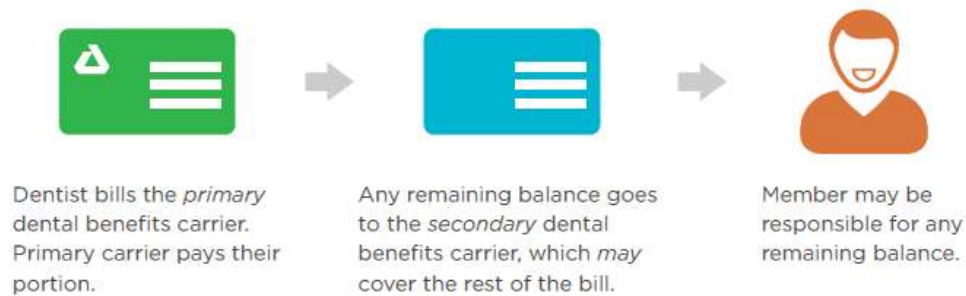 Dentist bills the primary
dental benefits carrier.
Primary carrier pays their
portion.
Any remaining balance goes
to the secondary dental
benefits carrier, which may
cover the rest of the bill.
Member may be
responsible for any
remaining balance.